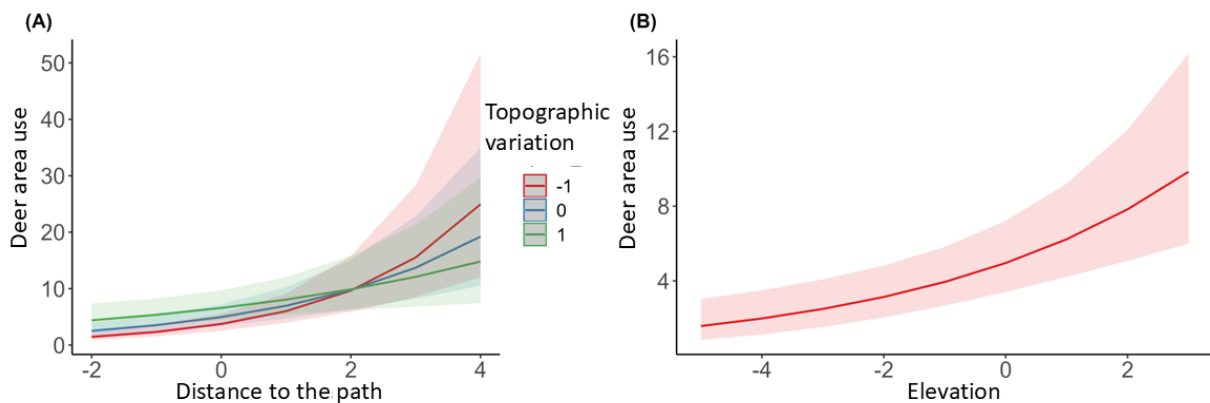 (A)
Deer area use
50
40
30
20
10
0
-2
0
2
4
Distance to the path
Topographic
variation
-1
0
1
(B)
Deer area use
16
12
8
4
-4
-2
0
2
Elevation